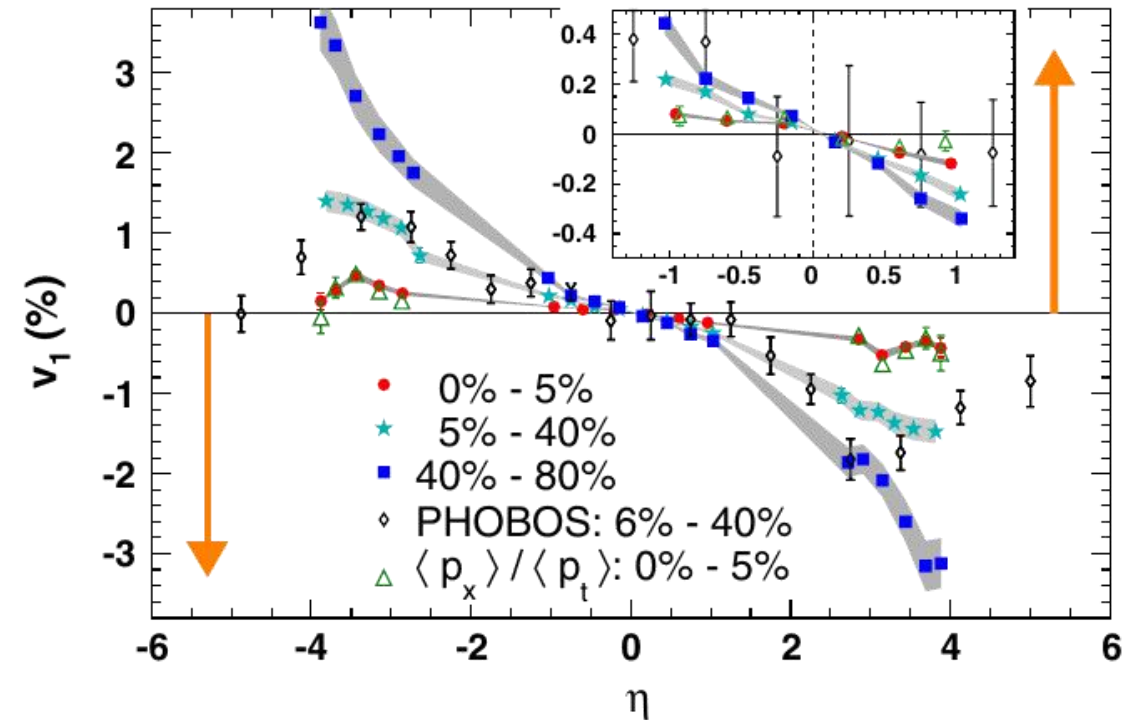 3
2
1
0
-1
-2
-3
v1 (%)
0.4
0.2
0
-0.2
-0.4
-1 -0.5 0 0.5 1
0% - 5%
5% - 40%
40% - 80%
PHOBOS: 6% - 40%
⟨ px ⟩ / ⟨ pt ⟩: 0% - 5%
-6 -4 -2 0 2 4 6
η